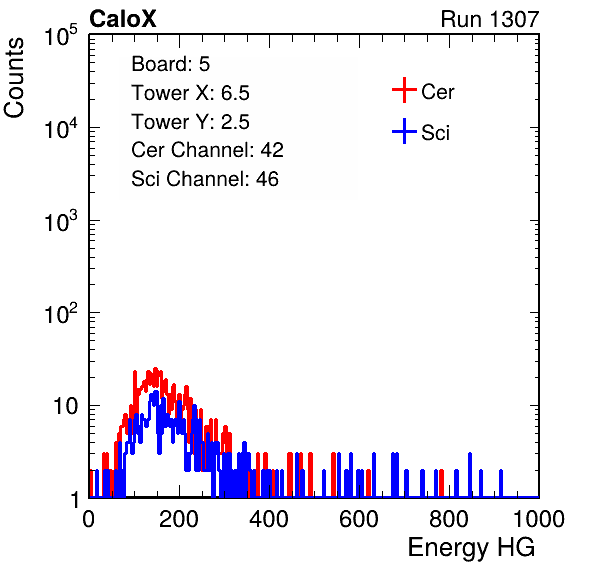 CaloX Run 1307
Counts
10^5
10^4
10^3
10^2
10
1
Board: 5
Tower X: 6.5
Tower Y: 2.5
Cer Channel: 42
Sci Channel: 46
Cer
Sci
0 200 400 600 800 1000
Energy HG